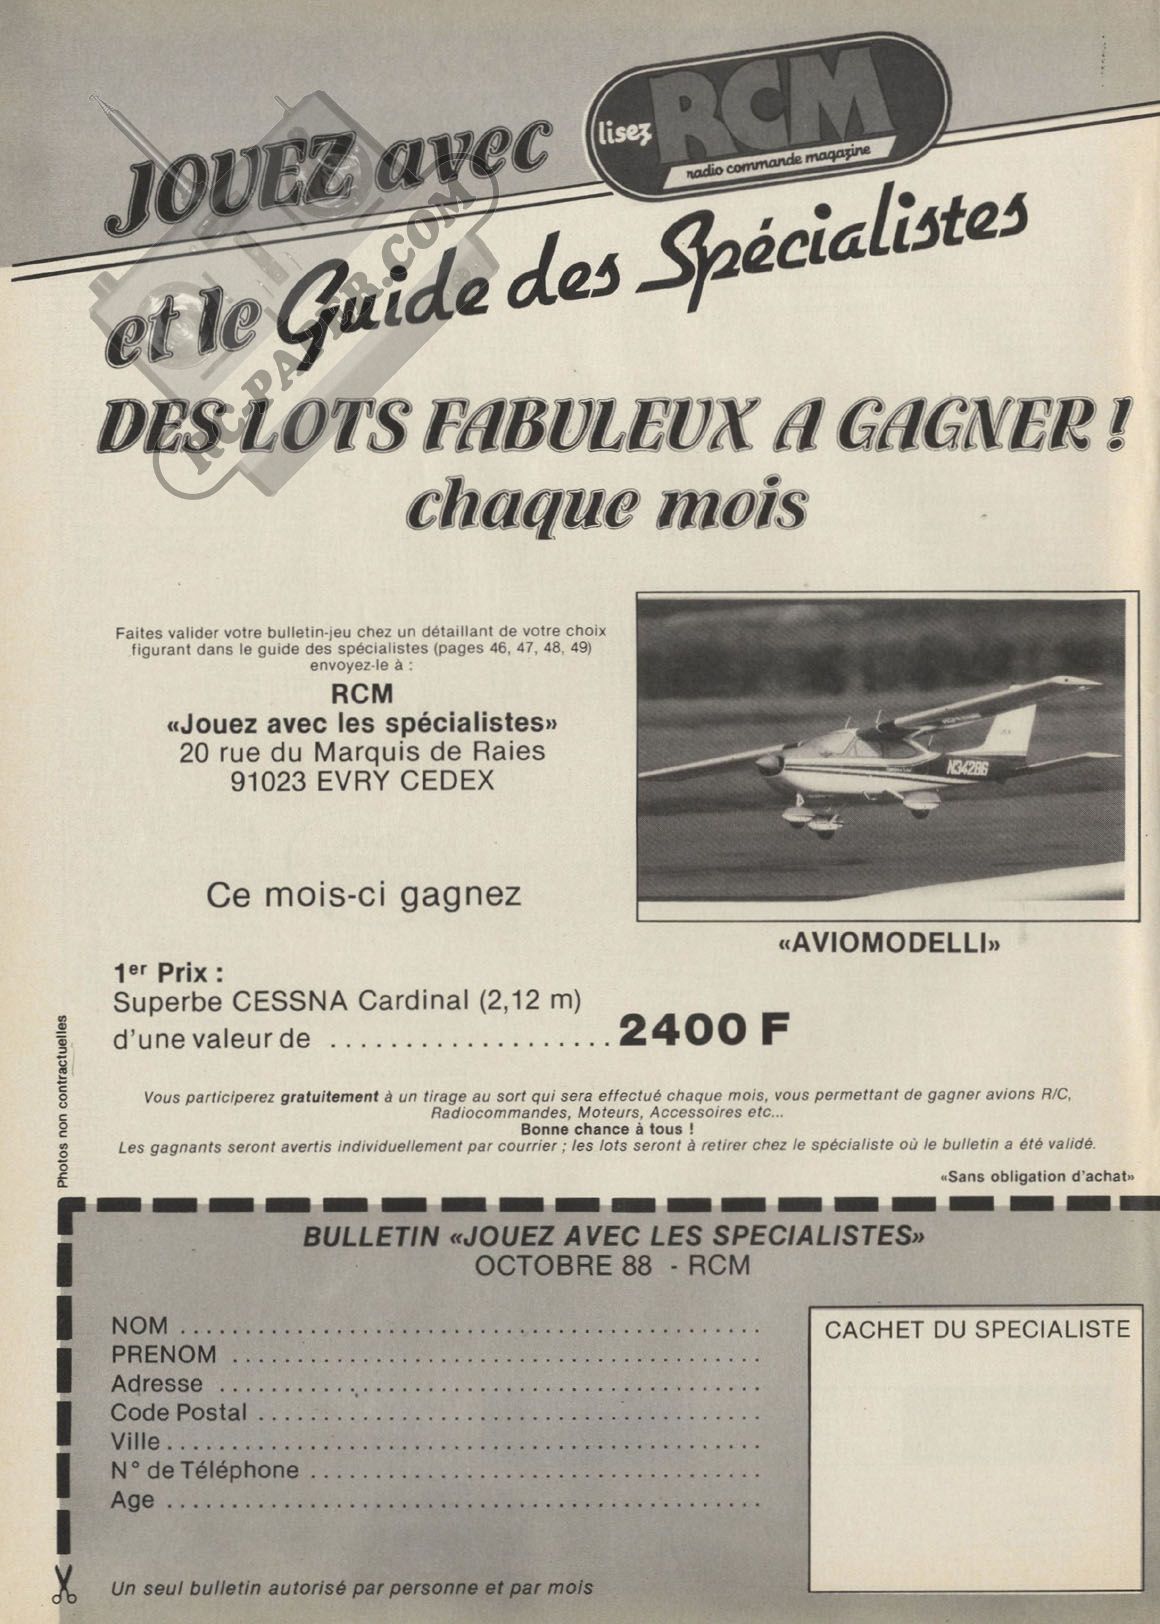 JOUEZ avec
lisez RCM
radio commande magazine
et le Guide des Spécialistes
RC-PAPIER.COM
DES LOTS FABULEUX A GAGNER !
chaque mois
Faites valider votre bulletin-jeu chez un détaillant de votre choix
figurant dans le guide des spécialistes (pages 46, 47, 48, 49)
envoyez-le à :
RCM
«Jouez avec les spécialistes»
20 rue du Marquis de Raies
91023 EVRY CEDEX
N34286
Ce mois-ci gagnez
«AVIOMODELLI»
1er Prix :
Superbe CESSNA Cardinal (2,12 m)
d'une valeur de ................... 2400 F
Photos non contractuelles
Vous participerez gratuitement à un tirage au sort qui sera effectué chaque mois, vous permettant de gagner avions R/C,
Radiocommandes, Moteurs, Accessoires etc...
Bonne chance à tous !
Les gagnants seront avertis individuellement par courrier ; les lots seront à retirer chez le spécialiste où le bulletin a été validé.
«Sans obligation d'achat»
BULLETIN «JOUEZ AVEC LES SPECIALISTES»
OCTOBRE 88 - RCM
NOM ............................................
PRENOM ........................................
Adresse .........................................
Code Postal ......................................
Ville.............................................
N° de Téléphone ..................................
Age .............................................
CACHET DU SPECIALISTE
Un seul bulletin autorisé par personne et par mois